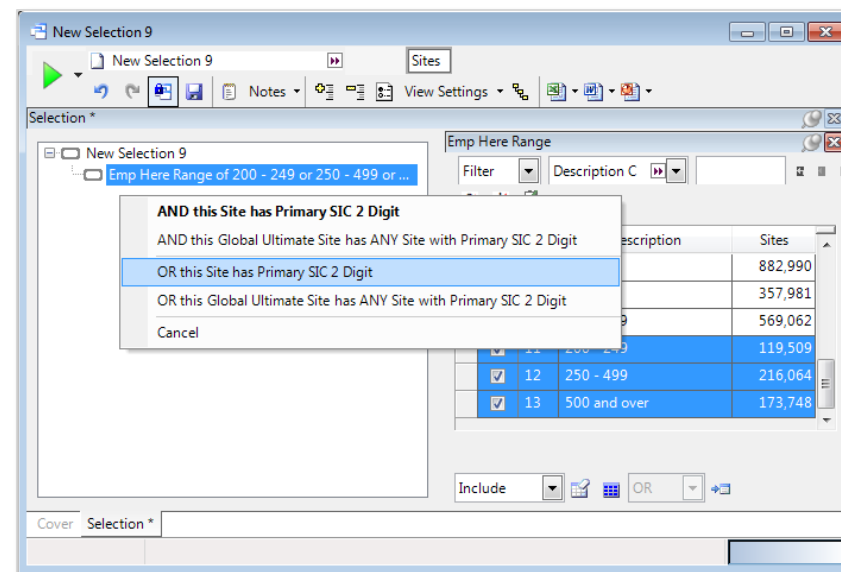 New Selection 9
New Selection 9
Sites
Notes
View Settings
Selection *
Emp Here Range
New Selection 9
Emp Here Range of 200 - 249 or 250 - 499 or ...
Filter
Description C
AND this Site has Primary SIC 2 Digit
AND this Global Ultimate Site has ANY Site with Primary SIC 2 Digit
OR this Site has Primary SIC 2 Digit
OR this Global Ultimate Site has ANY Site with Primary SIC 2 Digit
Cancel
escription Sites
882,990
357,981
9 569,062
11 200 - 249 119,509
12 250 - 499 216,064
13 500 and over 173,748
Include
OR
Cover Selection *